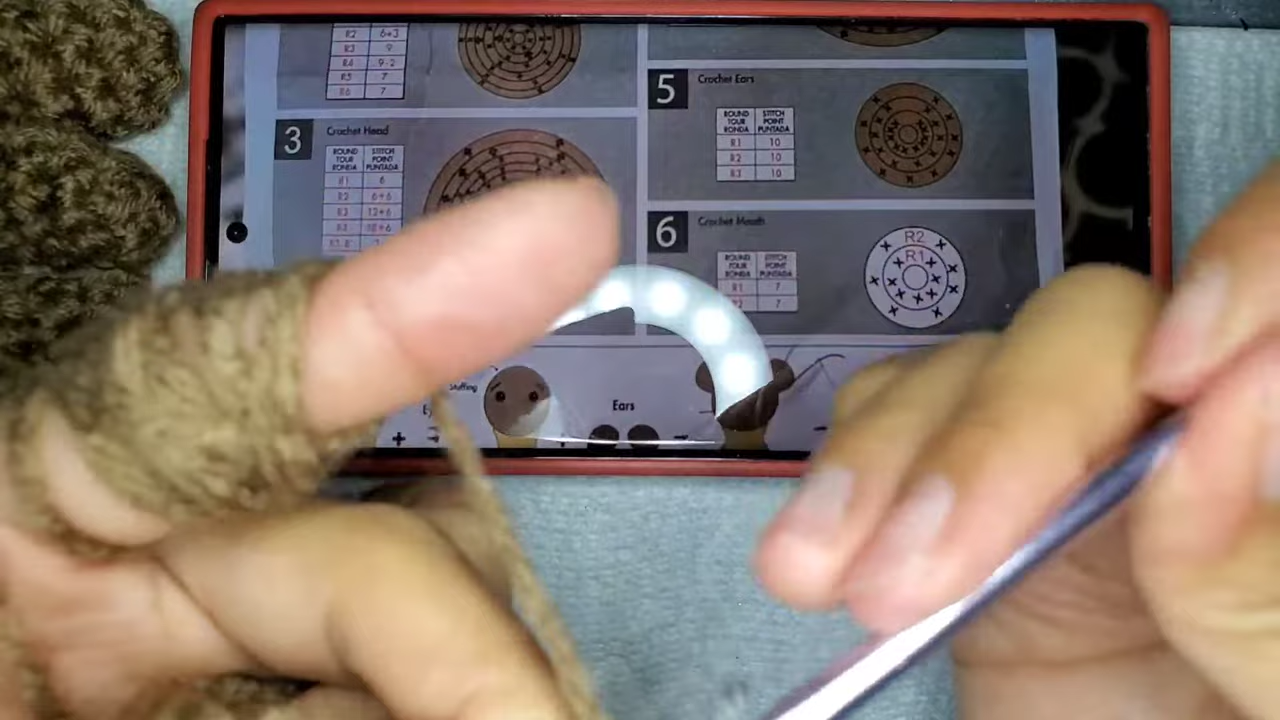 R2 6+3
R3 9
R4 9-2
R5 7
R6 7
3 Crochet Head
ROUND TOUR RONDA
STITCH POINT PUNTADA
R1 6
R2 6+6
R3 12+6
R4 18+6
5 Crochet Ears
ROUND TOUR RONDA
STITCH POINT PUNTADA
R1 10
R2 10
R3 10
6 Crochet Mouth
ROUND TOUR RONDA
STITCH POINT PUNTADA
R1 7
7
R2
R1
Stuffing
Ears